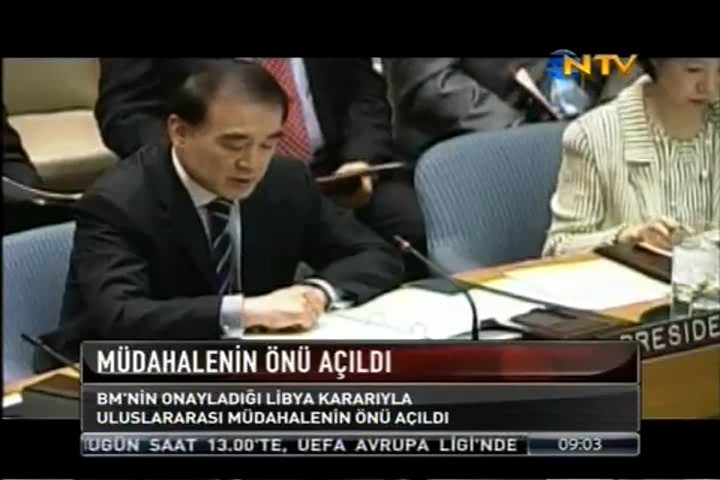 NTV
PRESIDE
MÜDAHALENİN ÖNÜ AÇILDI
BM'NİN ONAYLADIĞI LİBYA KARARIYLA
ULUSLARARASI MÜDAHALENİN ÖNÜ AÇILDI
UGÜN SAAT 13.00'TE, UEFA AVRUPA LİGİ'NDE
09:03